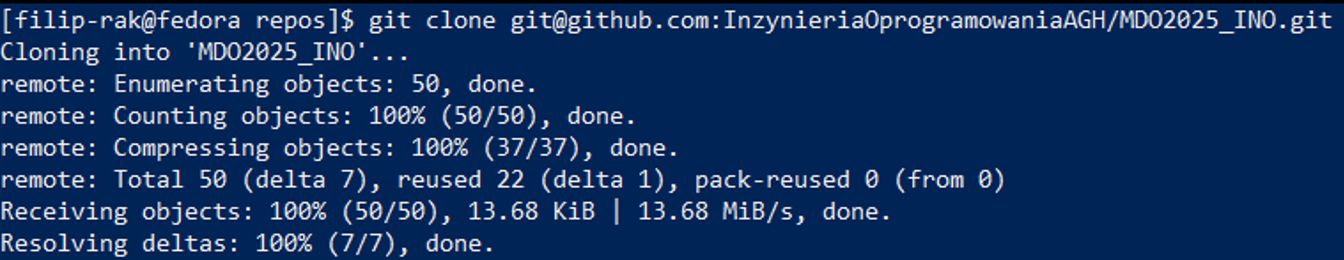 [filip-rak@fedora repos]$ git clone git@github.com:InzynieriaOprogramowaniaAGH/MDO2025_INO.git
Cloning into 'MDO2025_INO'...
remote: Enumerating objects: 50, done.
remote: Counting objects: 100% (50/50), done.
remote: Compressing objects: 100% (37/37), done.
remote: Total 50 (delta 7), reused 22 (delta 1), pack-reused 0 (from 0)
Receiving objects: 100% (50/50), 13.68 KiB | 13.68 MiB/s, done.
Resolving deltas: 100% (7/7), done.